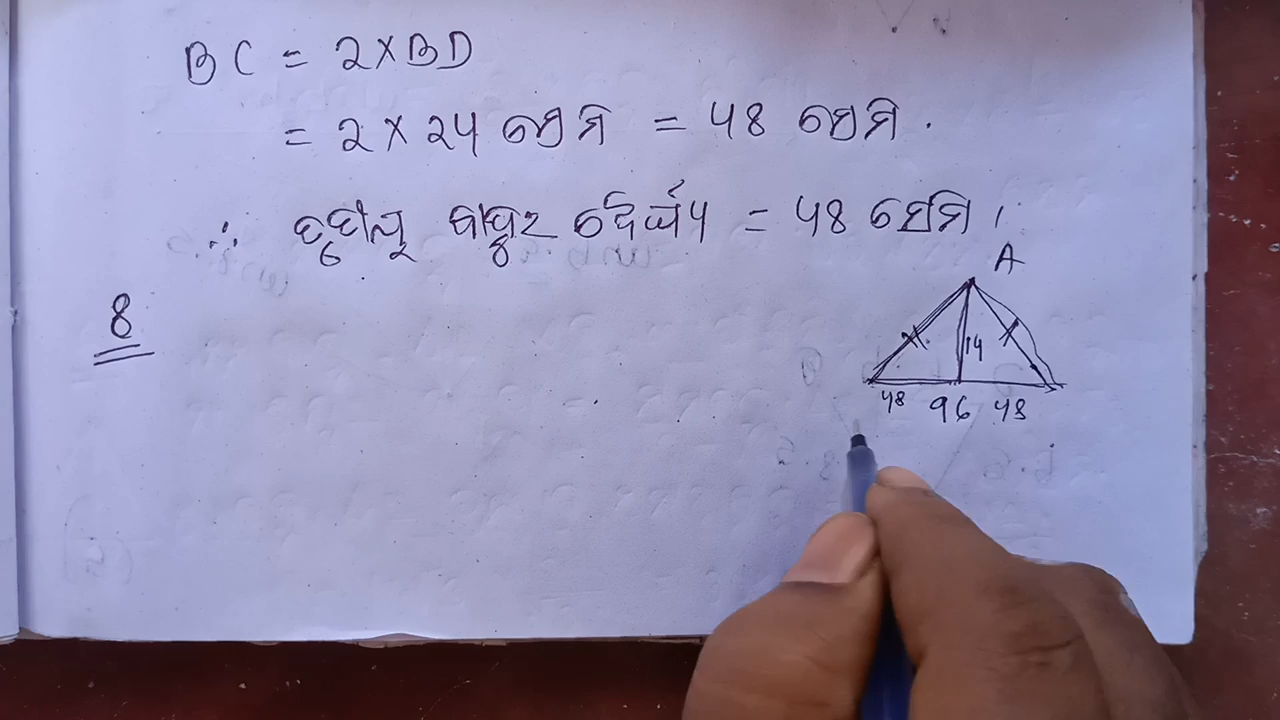 BC = 2×BD
= 2 × 24 ସେମି = 48 ସେମି .
∴ ବାହୁର ଦୈର୍ଘ୍ୟ = 48 ସେମି ।
8
A
14
48 96 48